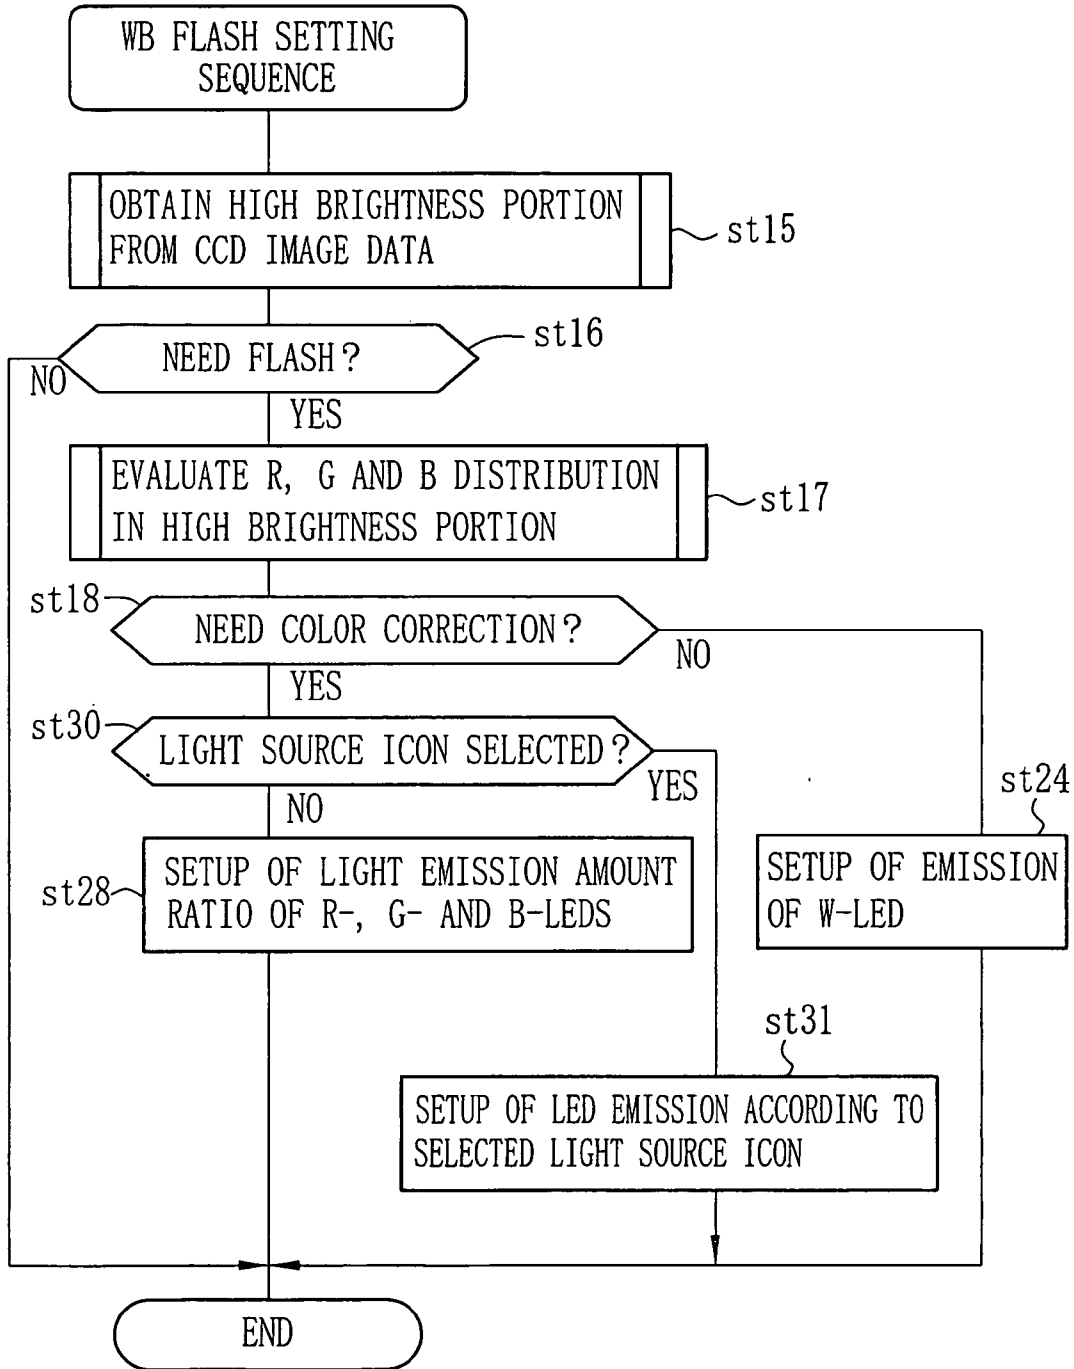 WB FLASH SETTING
SEQUENCE
OBTAIN HIGH BRIGHTNESS PORTION
FROM CCD IMAGE DATA
st15
NEED FLASH?
st16
NO
YES
EVALUATE R, G AND B DISTRIBUTION
IN HIGH BRIGHTNESS PORTION
st17
st18
NEED COLOR CORRECTION?
NO
YES
st30
LIGHT SOURCE ICON SELECTED?
YES
NO
st24
SETUP OF EMISSION
OF W-LED
st28
SETUP OF LIGHT EMISSION AMOUNT
RATIO OF R-, G- AND B-LEDS
st31
SETUP OF LED EMISSION ACCORDING TO
SELECTED LIGHT SOURCE ICON
END